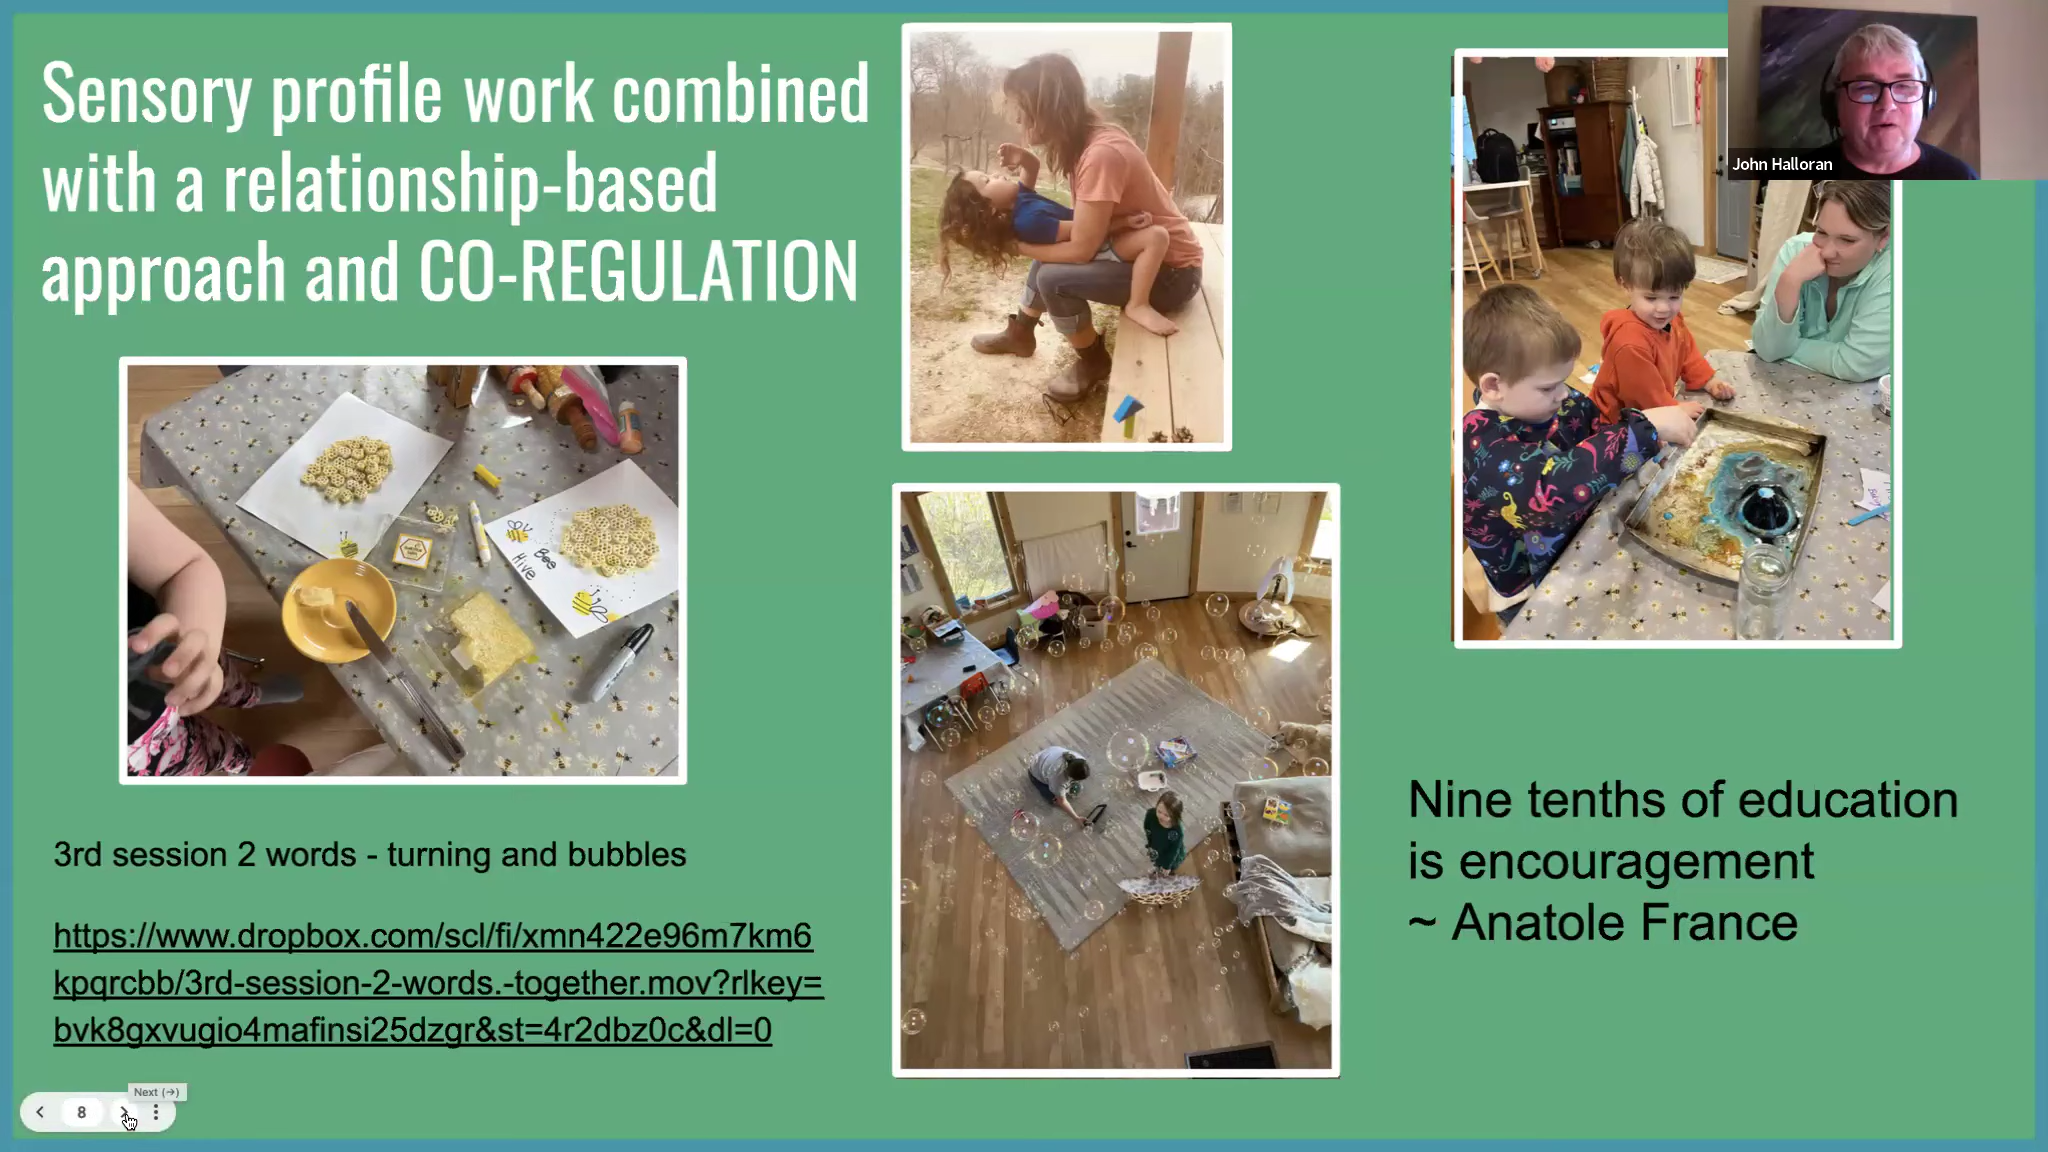 Sensory profile work combined
with a relationship-based
approach and CO-REGULATION
John Halloran
Bee
Hive
3rd session 2 words - turning and bubbles
https://www.dropbox.com/scl/fi/xmn422e96m7km6
kpqrcbb/3rd-session-2-words.-together.mov?rlkey=
bvk8gxvugio4mafinsi25dzgr&st=4r2dbz0c&dl=0
Nine tenths of education
is encouragement
~ Anatole France
Next (→)
8